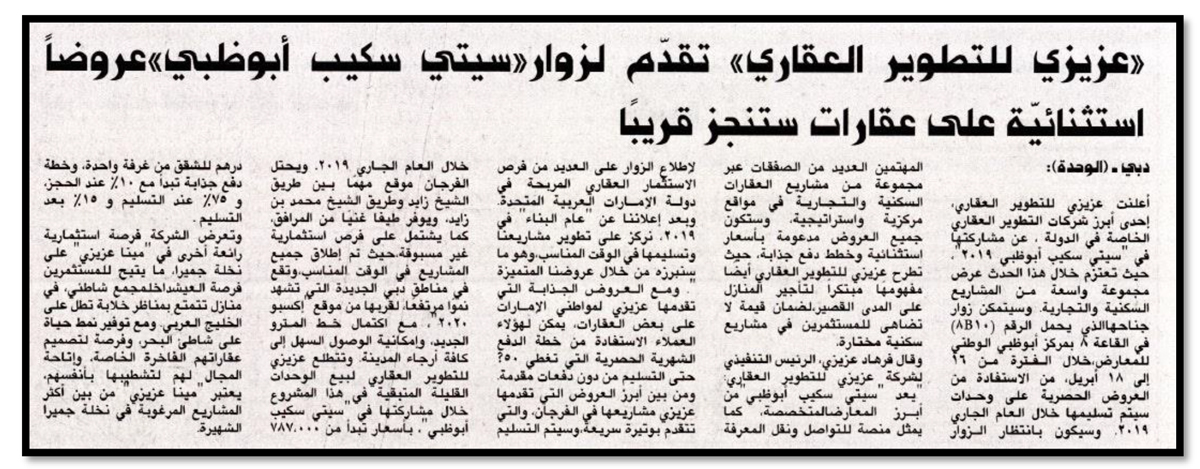 «عزيزي للتطوير العقاري» تقدّم لزوار«سيتي سكيب أبوظبي»عروضاً
استثنائيّة على عقارات ستنجز قريبًا
دبي ـ (الوحدة):
أعلنت عزيزي للتطوير العقاري،
إحدى أبرز شركات التطوير العقاري
الخاصة في الدولة ، عن مشاركتها
في "سيتي سكيب أبوظبي ٢٠١٩"،
حيث تعتزم خلال هذا الحدث عرض
مجموعة واسعة من المشاريع
السكنية والتجارية. وسيتمكن زوار
جناحهاالذي يحمل الرقم (8B10)
في القاعة ٨ بمركز أبوظبي الوطني
للمعارض،خلال الفترة من ١٦
إلى ١٨ أبريل، من الاستفادة من
العروض الحصرية على وحدات
سيتم تسليمها خلال العام الجاري
٢٠١٩. وسيكون بانتظار الزوار
المهتمين العديد من الصفقات عبر
مجموعة من مشاريع العقارات
السكنية والتجارية في مواقع
مركزية واستراتيجية، وستكون
جميع العروض مدعومة بأسعار
استثنائية وخطط دفع جذابة، حيث
تطرح عزيزي للتطوير العقاري أيضا
مفهومها مبتكراً لتأجير المنازل
على المدى القصير،لضمان قيمة لا
تضاهى للمستثمرين في مشاريع
سكنية مختارة.
وقال فرهاد عزيزي، الرئيس التنفيذي
لشركة عزيزي للتطوير العقاري:
"يعد"سيتي سكيب أبوظبي"من
أبرز المعارضالمتخصصة، كما
يمثل منصة للتواصل ونقل المعرفة
لإطلاع الزوار على العديد من فرص
الاستثمار العقاري المربحة في
دولة الإمارات العربية المتحدة.
وبعد إعلاننا عن"عام البناء" في
٢٠١٩، نركز على تطوير مشاريعنا
وتسليمها في الوقت المناسب،وهو ما
سنبرزه من خلال عروضنا المتميزة
". ومع العروض الجذابة التي
تقدمها عزيزي لمواطني الإمارات
على بعض العقارات، يمكن لهؤلاء
العملاء الاستفادة من خطة الدفع
الشهرية الحصرية التي تغطي ٥٠٪
حتى التسليم من دون دفعات مقدمة.
ومن بين أبرز العروض التي تقدمها
عزيزي مشاريعها في الفرجان، والتي
تتقدم بوتيرة سريعة،وسيتم التسليم
خلال العام الجاري ٢٠١٩. ويحتل
الفرجان موقع مهمًا بين طريق
الشيخ زايد وطريق الشيخ محمد بن
زايد، ويوفر طيفا غنيًا من المرافق،
كما يشتمل على فرص استثمارية
غير مسبوقة،حيث تم إطلاق جميع
المشاريع في الوقت المناسب،وتقع
في مناطق دبي الجديدة التي تشهد
نمواً مرتفعا، لقربها من موقع "إكسبو
٢٠٢٠"، مع اكتمال خط المترو
الجديد، وإمكانية الوصول السهل إلى
كافة أرجاء المدينة. وتتطلع عزيزي
للتطوير العقاري لبيع الوحدات
القليلة المتبقية في هذا المشروع
خلال مشاركتها في "سيتي سكيب
أبوظبي"، بأسعار تبدأ من ٧٨٧،٠٠٠
درهم للشقق من غرفة واحدة، وخطة
دفع جذابة تبدأ مع ١٠٪ عند الحجز،
و ٧٥٪ عند التسليم و ١٥٪ بعد
التسليم .
وتعرض الشركة فرصة استثمارية
رائعة أخرى في "مينا عزيزي" على
نخلة جميرا، ما يتيح للمستثمرين
فرصة العيشداخلمجمع شاطئي، في
منازل تتمتع بمناظر خلابة تطل على
الخليج العربي. ومع توفير نمط حياة
على شاطئ البحر، وفرصة لتصميم
عقاراتهم الفاخرة الخاصة، وإتاحة
المجال لهم لتشطيبها بأنفسهم،
يعتبر"مينا عزيزي" من بين أكثر
المشاريع المرغوبة في نخلة جميرا
الشهيرة.